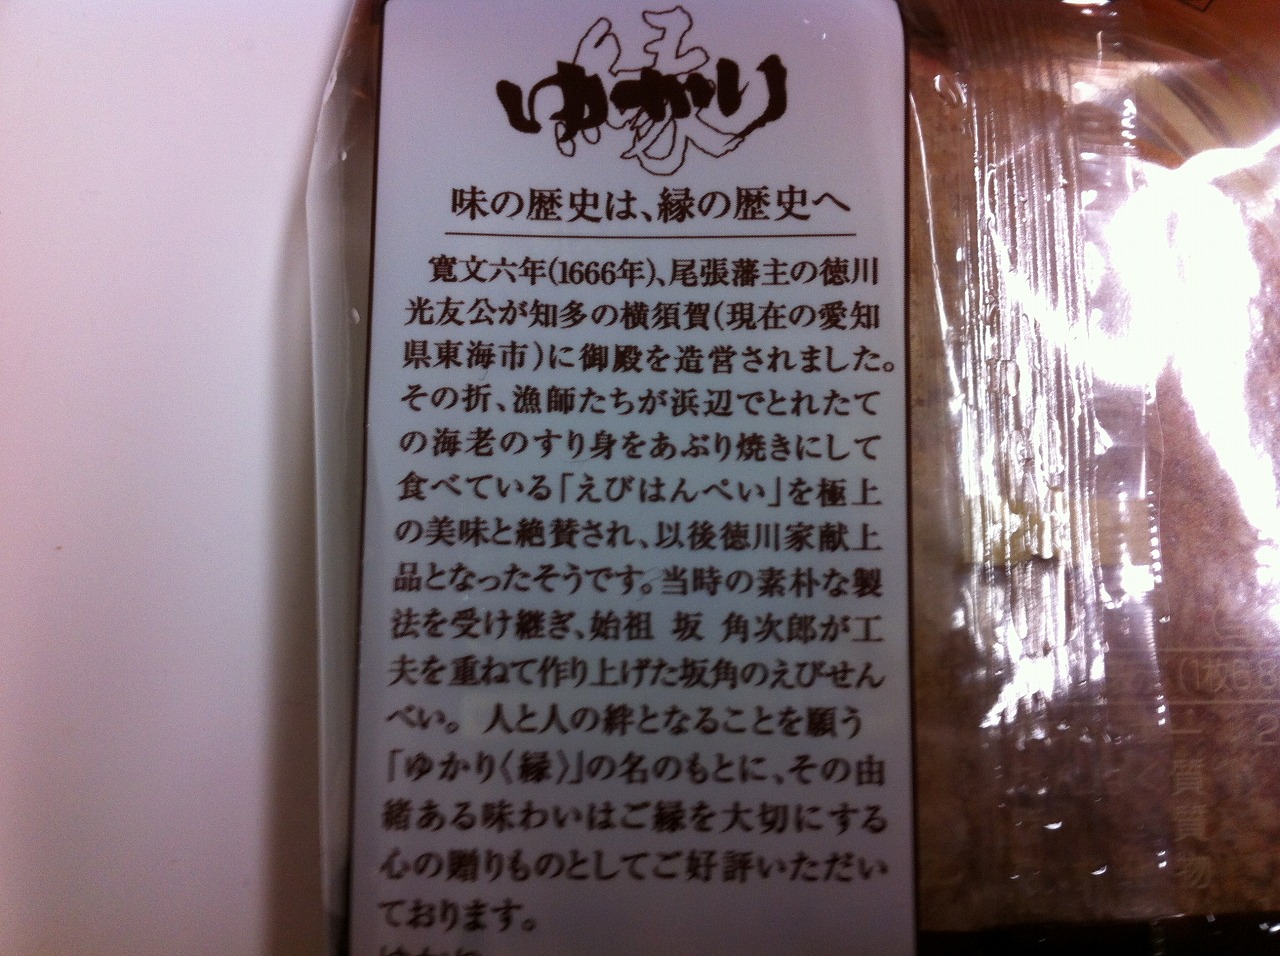 縁
ゆかり
味の歴史は、縁の歴史へ
寛文六年(1666年)、尾張藩主の徳川
光友公が知多の横須賀(現在の愛知
県東海市)に御殿を造営されました。
その折、漁師たちが浜辺でとれたて
の海老のすり身をあぶり焼きにして
食べている「えびはんぺい」を極上
の美味と絶賛され、以後徳川家献上
品となったそうです。当時の素朴な製
法を受け継ぎ、始祖 坂 角次郎が工
夫を重ねて作り上げた坂角のえびせん
べい。 人と人の絆となることを願う
「ゆかり〈縁〉」の名のもとに、その由
緒ある味わいはご縁を大切にする
心の贈りものとしてご好評いただい
ております。
(1枚
質
質
物